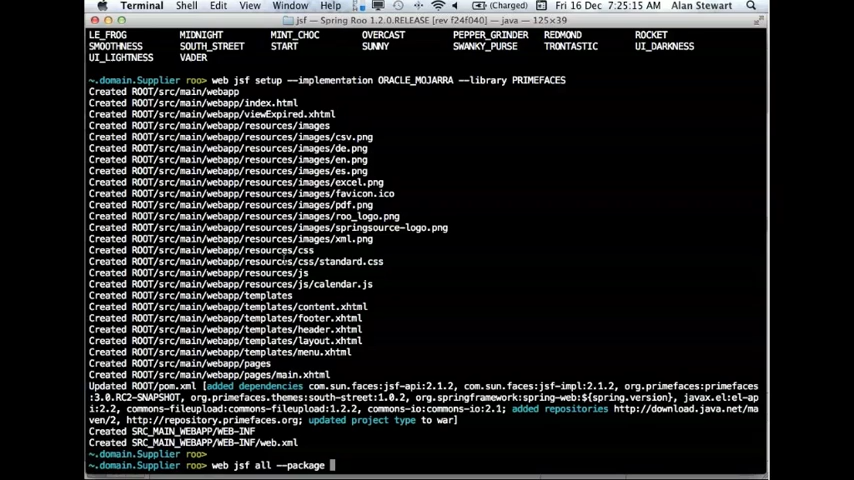 Terminal Shell Edit View Window Help (Charged) Fri 16 Dec 7:25:15 AM Alan Stewart
jsf — Spring Roo 1.2.0.RELEASE [rev f24f040] — java — 125×39
LE_FROG MIDNIGHT MINT_CHOC OVERCAST PEPPER_GRINDER REDMOND ROCKET
SMOOTHNESS SOUTH_STREET START SUNNY SWANKY_PURSE TRONTASTIC UI_DARKNESS
UI_LIGHTNESS VADER
~.domain.Supplier roo> web jsf setup --implementation ORACLE_MOJARRA --library PRIMEFACES
Created ROOT/src/main/webapp
Created ROOT/src/main/webapp/index.html
Created ROOT/src/main/webapp/viewExpired.xhtml
Created ROOT/src/main/webapp/resources/images
Created ROOT/src/main/webapp/resources/images/csv.png
Created ROOT/src/main/webapp/resources/images/de.png
Created ROOT/src/main/webapp/resources/images/en.png
Created ROOT/src/main/webapp/resources/images/es.png
Created ROOT/src/main/webapp/resources/images/excel.png
Created ROOT/src/main/webapp/resources/images/favicon.ico
Created ROOT/src/main/webapp/resources/images/pdf.png
Created ROOT/src/main/webapp/resources/images/roo_logo.png
Created ROOT/src/main/webapp/resources/images/springsource-logo.png
Created ROOT/src/main/webapp/resources/images/xml.png
Created ROOT/src/main/webapp/resources/css
Created ROOT/src/main/webapp/resources/css/standard.css
Created ROOT/src/main/webapp/resources/js
Created ROOT/src/main/webapp/resources/js/calendar.js
Created ROOT/src/main/webapp/templates
Created ROOT/src/main/webapp/templates/content.xhtml
Created ROOT/src/main/webapp/templates/footer.xhtml
Created ROOT/src/main/webapp/templates/header.xhtml
Created ROOT/src/main/webapp/templates/layout.xhtml
Created ROOT/src/main/webapp/templates/menu.xhtml
Created ROOT/src/main/webapp/pages
Created ROOT/src/main/webapp/pages/main.xhtml
Updated ROOT/pom.xml [added dependencies com.sun.faces:jsf-api:2.1.2, com.sun.faces:jsf-impl:2.1.2, org.primefaces:primefaces
:3.0.RC2-SNAPSHOT, org.primefaces.themes:south-street:1.0.2, org.springframework:spring-web:${spring.version}, javax.el:el-ap
i:2.2, commons-fileupload:commons-fileupload:1.2.2, commons-io:commons-io:2.1; added repositories http://download.java.net/ma
ven/2, http://repository.primefaces.org; updated project type to war]
Created SRC_MAIN_WEBAPP/WEB-INF
Created SRC_MAIN_WEBAPP/WEB-INF/web.xml
~.domain.Supplier roo>
~.domain.Supplier roo> web jsf all --package